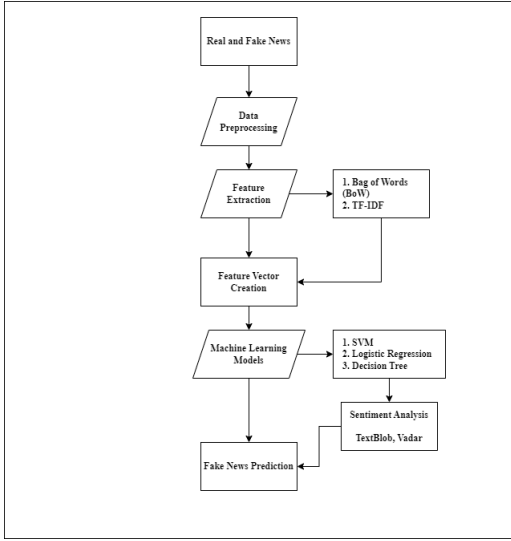 Real and Fake News
Data
Preprocessing
Feature
Extraction
1. Bag of Words
(BoW)
2. TF-IDF
Feature Vector
Creation
Machine Learning
Models
1. SVM
2. Logistic Regression
3. Decision Tree
Sentiment Analysis
TextBlob, Vadar
Fake News Prediction